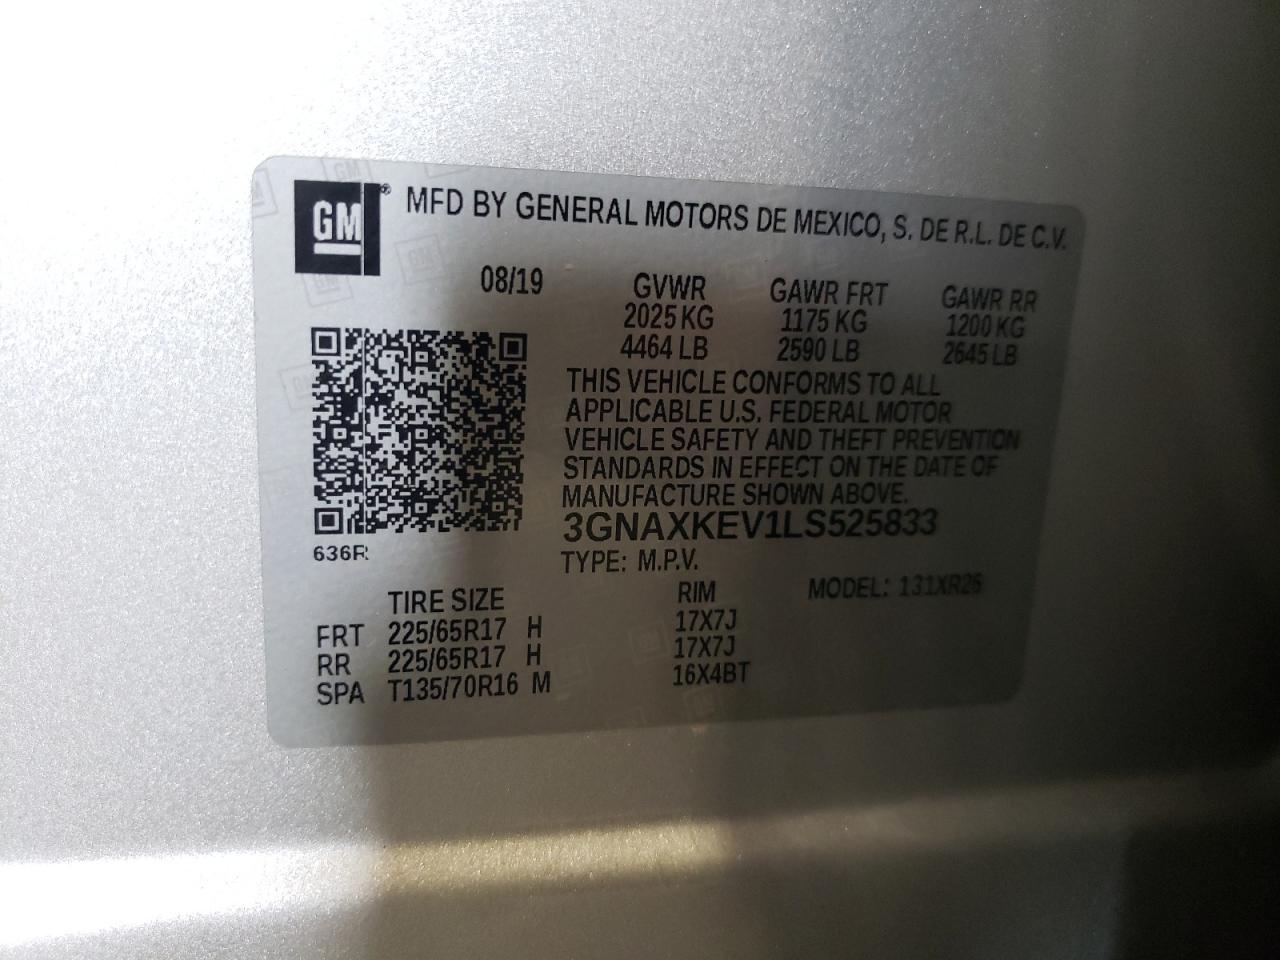 GM® MFD BY GENERAL MOTORS DE MEXICO, S. DE R.L. DE C.V.
08/19 GVWR GAWR FRT GAWR RR
2025 KG 1175 KG 1200 KG
4464 LB 2590 LB 2645 LB
THIS VEHICLE CONFORMS TO ALL
APPLICABLE U.S. FEDERAL MOTOR
VEHICLE SAFETY AND THEFT PREVENTION
STANDARDS IN EFFECT ON THE DATE OF
MANUFACTURE SHOWN ABOVE.
3GNAXKEV1LS525833
636R
TYPE: M.P.V.
TIRE SIZE RIM MODEL: 131XR26
FRT 225/65R17 H 17X7J
RR 225/65R17 H 17X7J
SPA T135/70R16 M 16X4BT